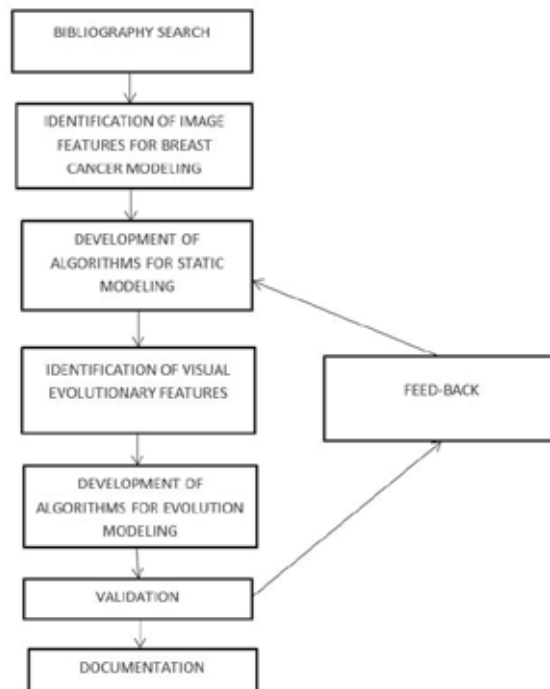 BIBLIOGRAPHY SEARCH
IDENTIFICATION OF IMAGE
FEATURES FOR BREAST
CANCER MODELING
DEVELOPMENT OF
ALGORITHMS FOR STATIC
MODELING
IDENTIFICATION OF VISUAL
EVOLUTIONARY FEATURES
FEED-BACK
DEVELOPMENT OF
ALGORITHMS FOR EVOLUTION
MODELING
VALIDATION
DOCUMENTATION